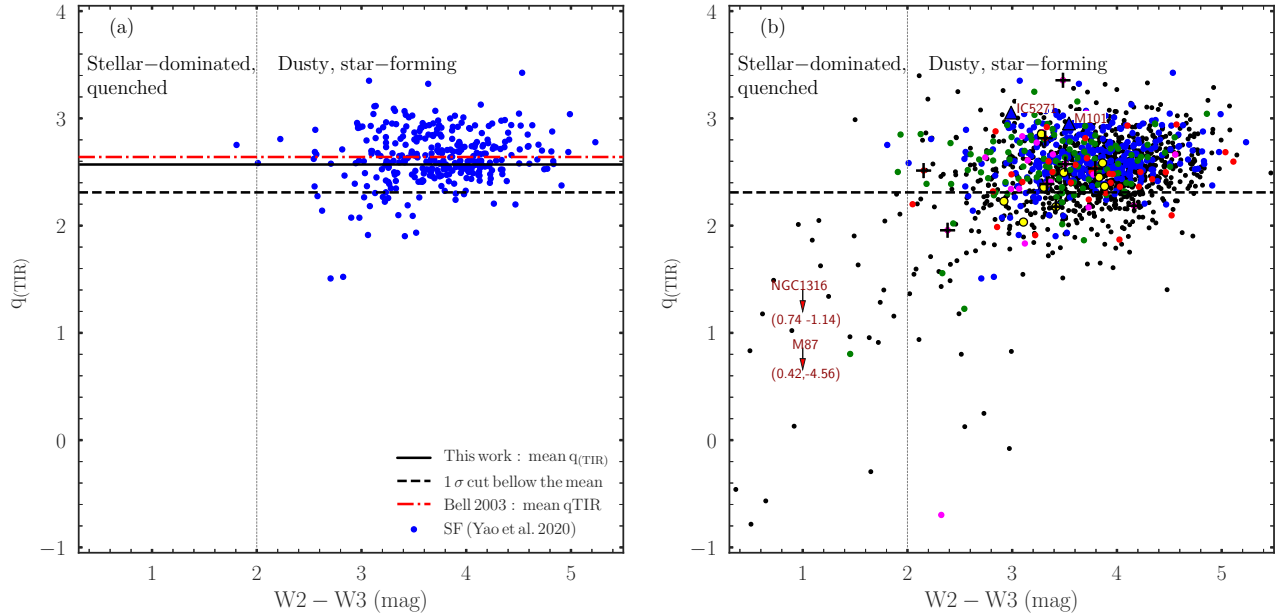 (a)
Stellar−dominated,
quenched
Dusty, star−forming
4
3
2
1
0
−1
q(TIR)
This work : mean q(TIR)
1 σ cut bellow the mean
Bell 2003 : mean qTIR
SF (Yao et al. 2020)
1
2
3
4
5
W2 − W3 (mag)
(b)
Stellar−dominated,
quenched
Dusty, star−forming
4
3
2
1
0
−1
q(TIR)
IC5271
M101
NGC1316
(0.74 -1.14)
M87
(0.42,-4.56)
1
2
3
4
5
W2 − W3 (mag)